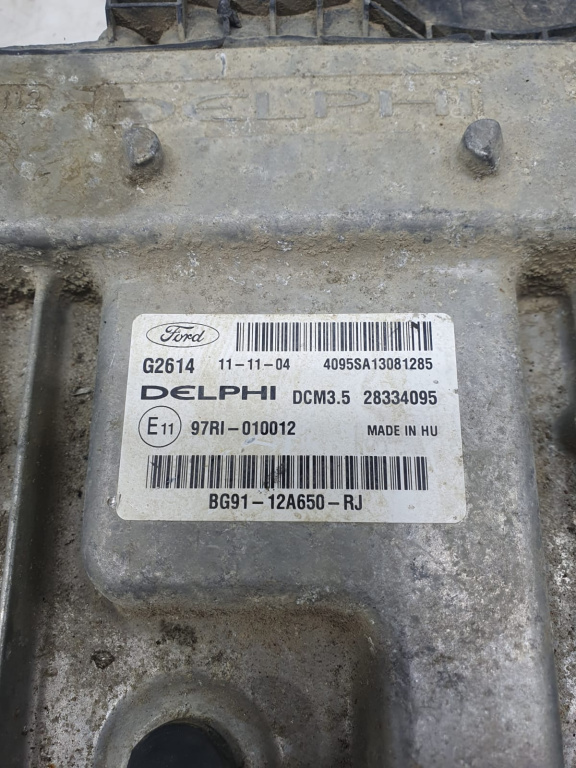 DELPHI
Ford
G2614 11-11-04 4095SA13081285
DELPHI DCM3.5 28334095
E11 97RI-010012 MADE IN HU
BG91-12A650-RJ